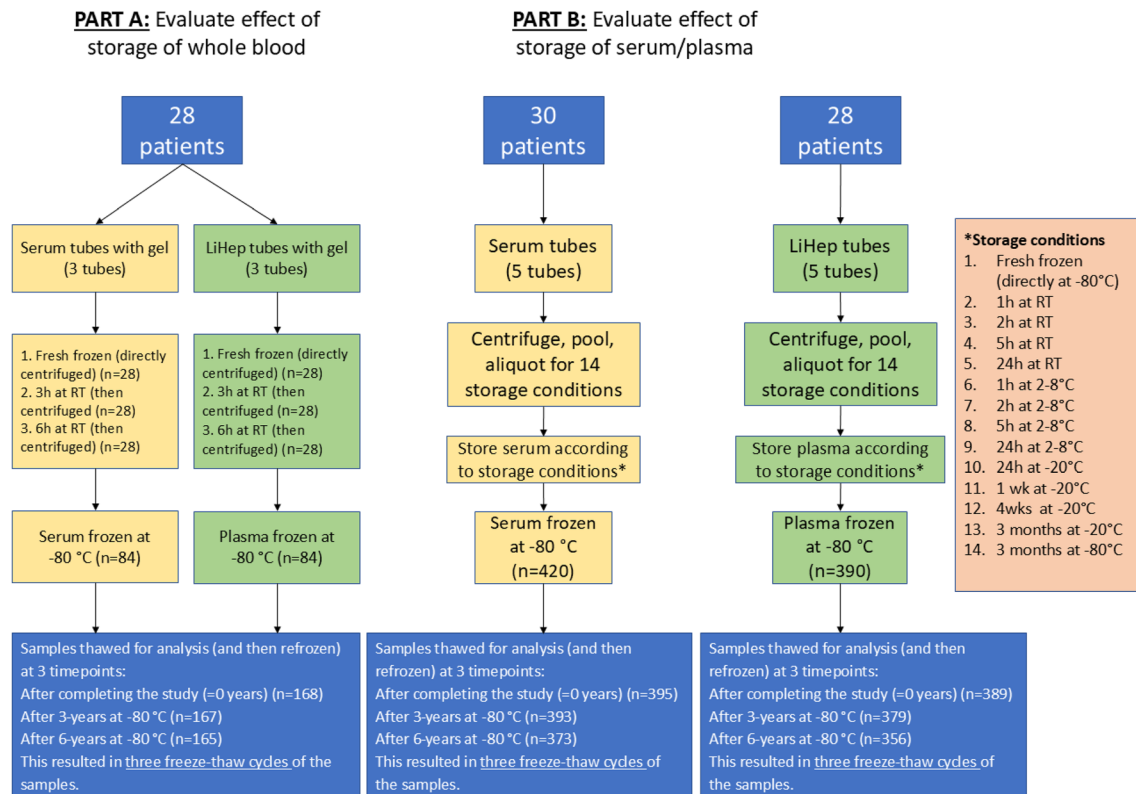 PART A: Evaluate effect of
storage of whole blood
PART B: Evaluate effect of
storage of serum/plasma
28
patients
30
patients
28
patients
Serum tubes with gel
(3 tubes)
LiHep tubes with gel
(3 tubes)
Serum tubes
(5 tubes)
LiHep tubes
(5 tubes)
1. Fresh frozen (directly
centrifuged) (n=28)
2. 3h at RT (then
centrifuged) (n=28)
3. 6h at RT (then
centrifuged) (n=28)
1. Fresh frozen (directly
centrifuged) (n=28)
2. 3h at RT (then
centrifuged) (n=28)
3. 6h at RT (then
centrifuged) (n=28)
Centrifuge, pool,
aliquot for 14
storage conditions
Centrifuge, pool,
aliquot for 14
storage conditions
Store serum according
to storage conditions*
Store plasma according
to storage conditions*
Serum frozen at
-80 °C (n=84)
Plasma frozen at
-80 °C (n=84)
Serum frozen
at -80 °C
(n=420)
Plasma frozen
at -80 °C
(n=390)
*Storage conditions
1. Fresh frozen
(directly at -80°C)
2. 1h at RT
3. 2h at RT
4. 5h at RT
5. 24h at RT
6. 1h at 2-8°C
7. 2h at 2-8°C
8. 5h at 2-8°C
9. 24h at 2-8°C
10. 24h at -20°C
11. 1 wk at -20°C
12. 4wks at -20°C
13. 3 months at -20°C
14. 3 months at -80°C
Samples thawed for analysis (and then refrozen)
at 3 timepoints:
After completing the study (=0 years) (n=168)
After 3-years at -80 °C (n=167)
After 6-years at -80 °C (n=165)
This resulted in three freeze-thaw cycles of the
samples.
Samples thawed for analysis (and then
refrozen) at 3 timepoints:
After completing the study (=0 years) (n=395)
After 3-years at -80 °C (n=393)
After 6-years at -80 °C (n=373)
This resulted in three freeze-thaw cycles of
the samples.
Samples thawed for analysis (and then
refrozen) at 3 timepoints:
After completing the study (=0 years) (n=389)
After 3-years at -80 °C (n=379)
After 6-years at -80 °C (n=356)
This resulted in three freeze-thaw cycles of
the samples.